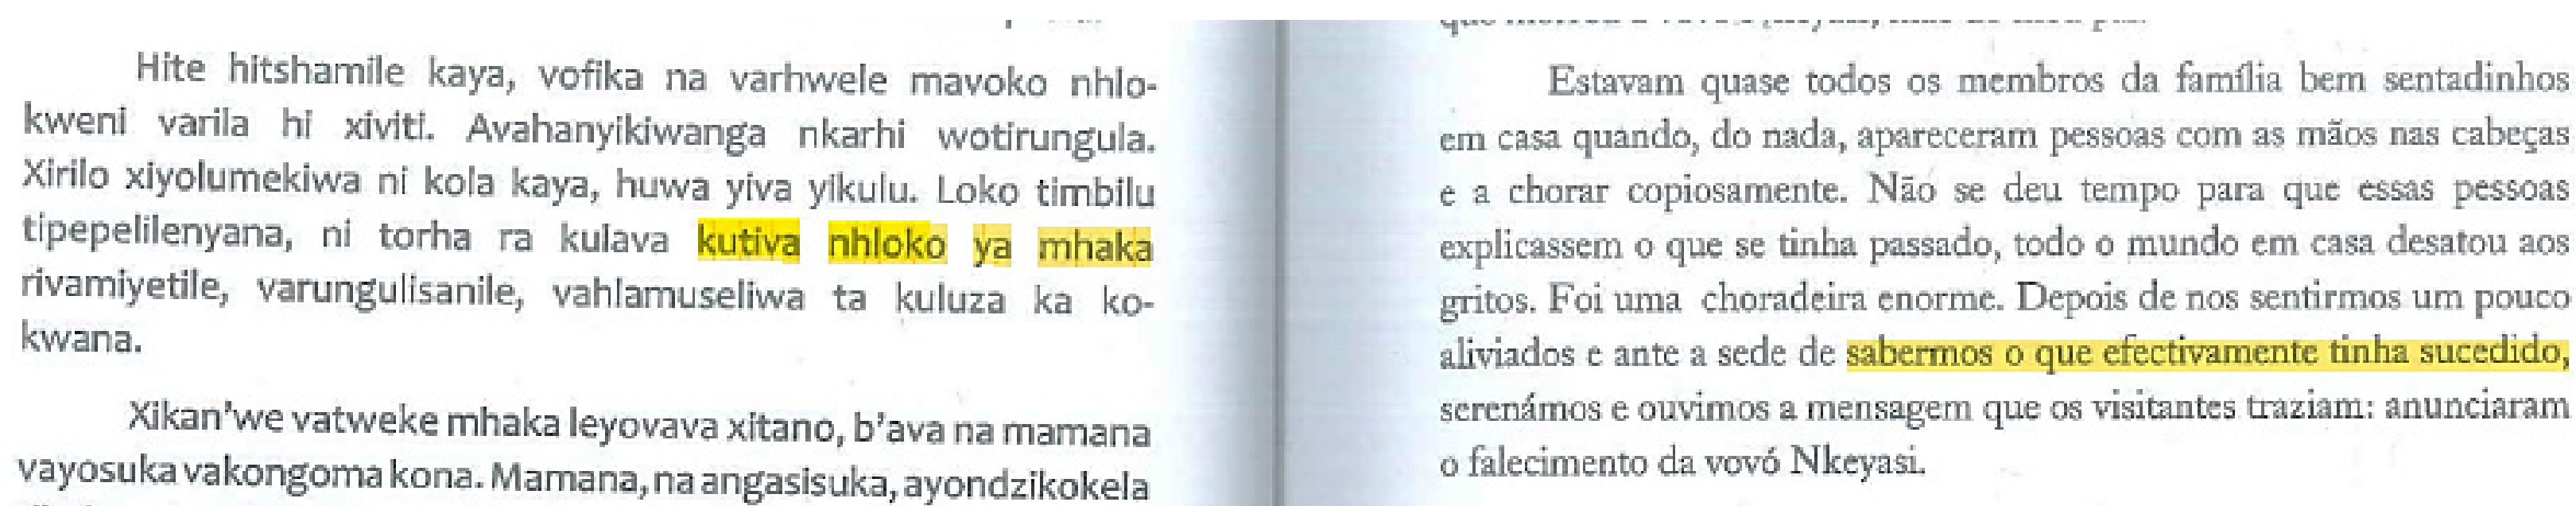 Hite hitshamile kaya, vofika na varhwele mavoko nhlo-
kweni varila hi xiviti. Avahanyikiwanga nkarhi wotirungula.
Xirilo xiyolumekiwa ni kola kaya, huwa yiva yikulu. Loko timbilu
tipepelilenyana, ni torha ra kulava kutiva nhloko ya mhaka
rivamiyetile, varungulisanile, vahlamuseliwa ta kuluza ka ko-
kwana.
Xikan'we vatweke mhaka leyovava xitano, b'ava na mamana
vayosuka vakongoma kona. Mamana, na angasisuka, ayondzikokela
Estavam quase todos os membros da família bem sentadinhos
em casa quando, do nada, apareceram pessoas com as mãos nas cabeças
e a chorar copiosamente. Não se deu tempo para que essas pessoas
explicassem o que se tinha passado, todo o mundo em casa desatou aos
gritos. Foi uma choradeira enorme. Depois de nos sentirmos um pouco
aliviados e ante a sede de sabermos o que efectivamente tinha sucedido,
serenámos e ouvimos a mensagem que os visitantes traziam: anunciaram
o falecimento da vovó Nkeyasi.